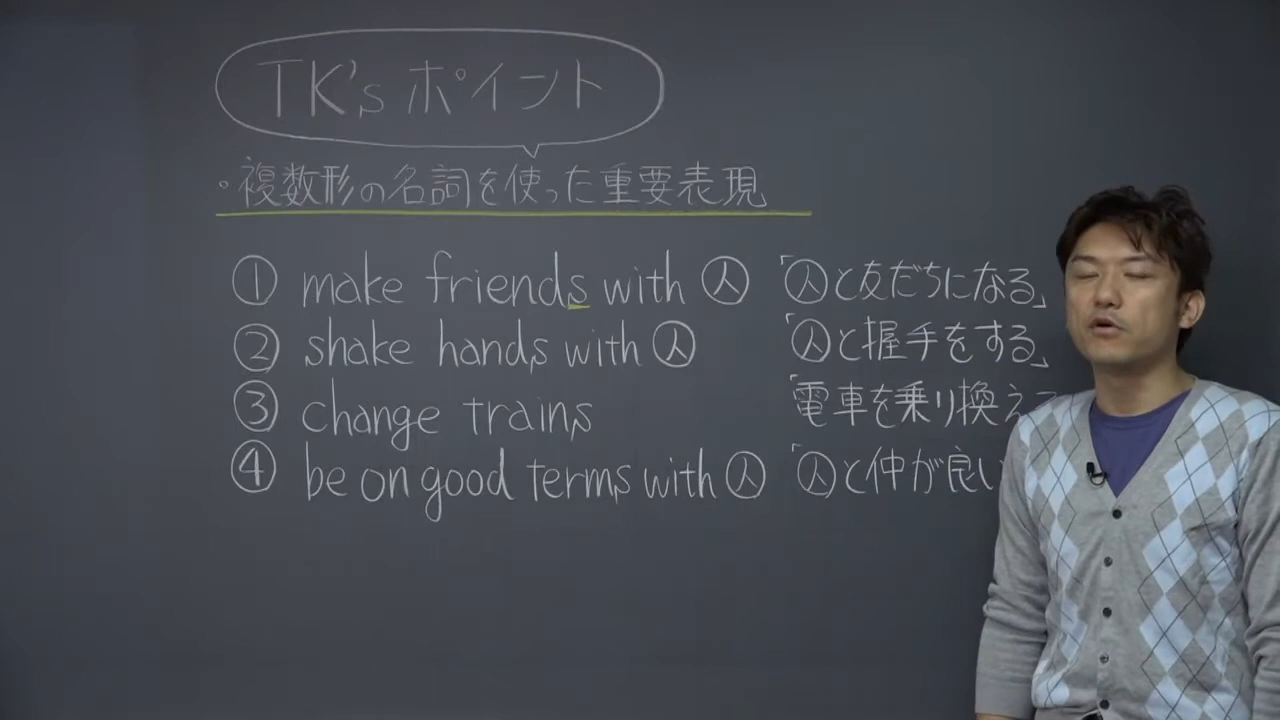 TK's ポイント
・複数形の名詞を使った重要表現
① make friends with 人 「人と友だちになる」
② shake hands with 人 「人と握手をする」
③ change trains 「電車を乗り換え
④ be on good terms with 人 「人と仲が良い